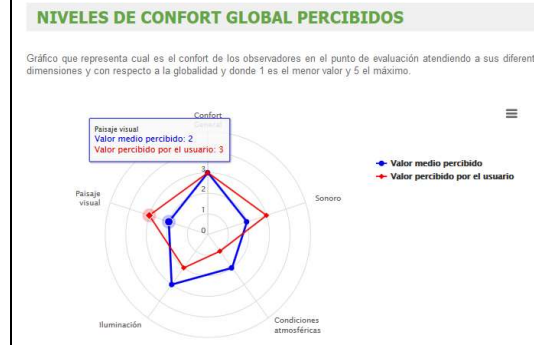 NIVELES DE CONFORT GLOBAL PERCIBIDOS
Gráfico que representa cual es el confort de los observadores en el punto de evaluación atendiendo a sus diferent
dimensiones y con respecto a la globalidad y donde 1 es el menor valor y 5 el máximo.
Confort
Paisaje visual
Valor medio percibido: 2
Valor percibido por el usuario: 3
3
2
1
0
Valor medio percibido
Valor percibido por el usuario
Paisaje
visual
Sonoro
Iluminación
Condiciones
atmosféricas